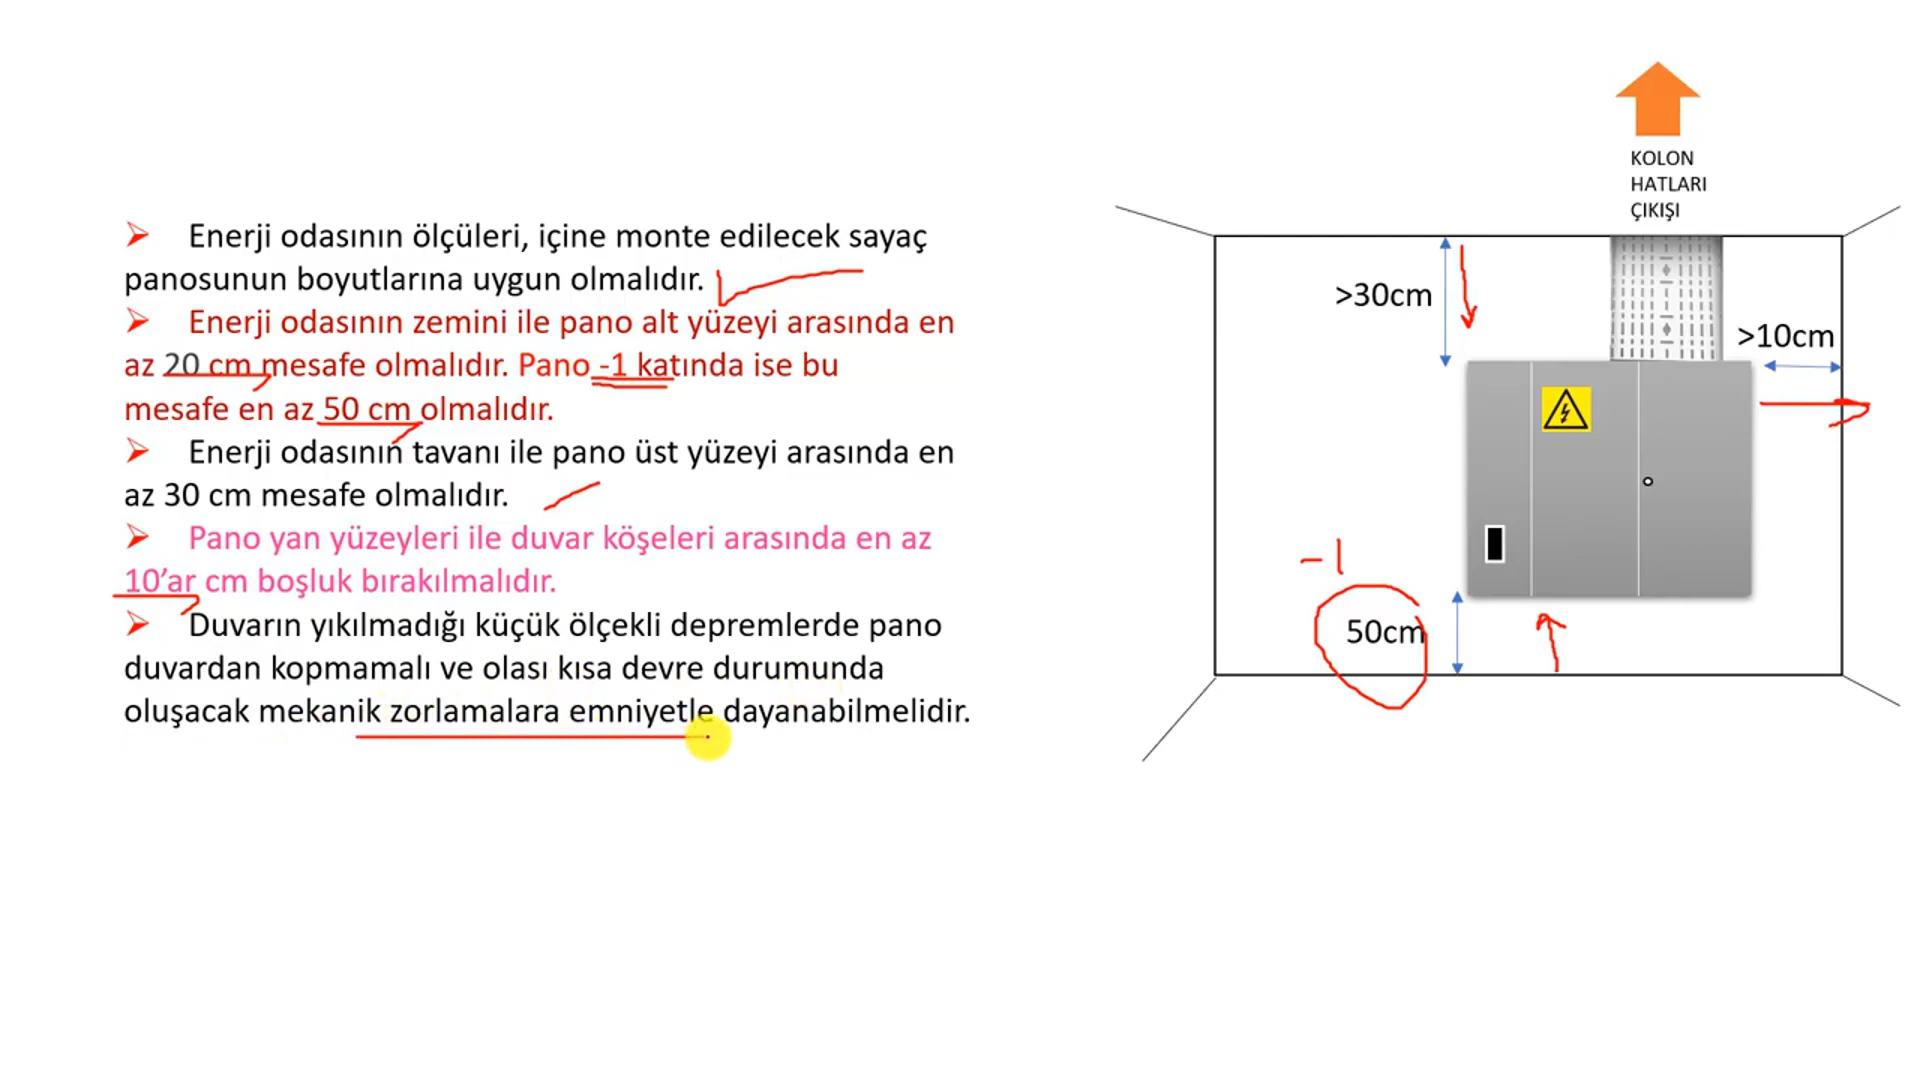 Enerji odasının ölçüleri, içine monte edilecek sayaç
panosunun boyutlarına uygun olmalıdır.
Enerji odasının zemini ile pano alt yüzeyi arasında en
az 20 cm mesafe olmalıdır. Pano -1 katında ise bu
mesafe en az 50 cm olmalıdır.
Enerji odasının tavanı ile pano üst yüzeyi arasında en
az 30 cm mesafe olmalıdır.
Pano yan yüzeyleri ile duvar köşeleri arasında en az
10’ar cm boşluk bırakılmalıdır.
Duvarın yıkılmadığı küçük ölçekli depremlerde pano
duvardan kopmamalı ve olası kısa devre durumunda
oluşacak mekanik zorlamalara emniyetle dayanabilmelidir.
KOLON
HATLARI
ÇIKIŞI
>30cm
>10cm
-1
50cm